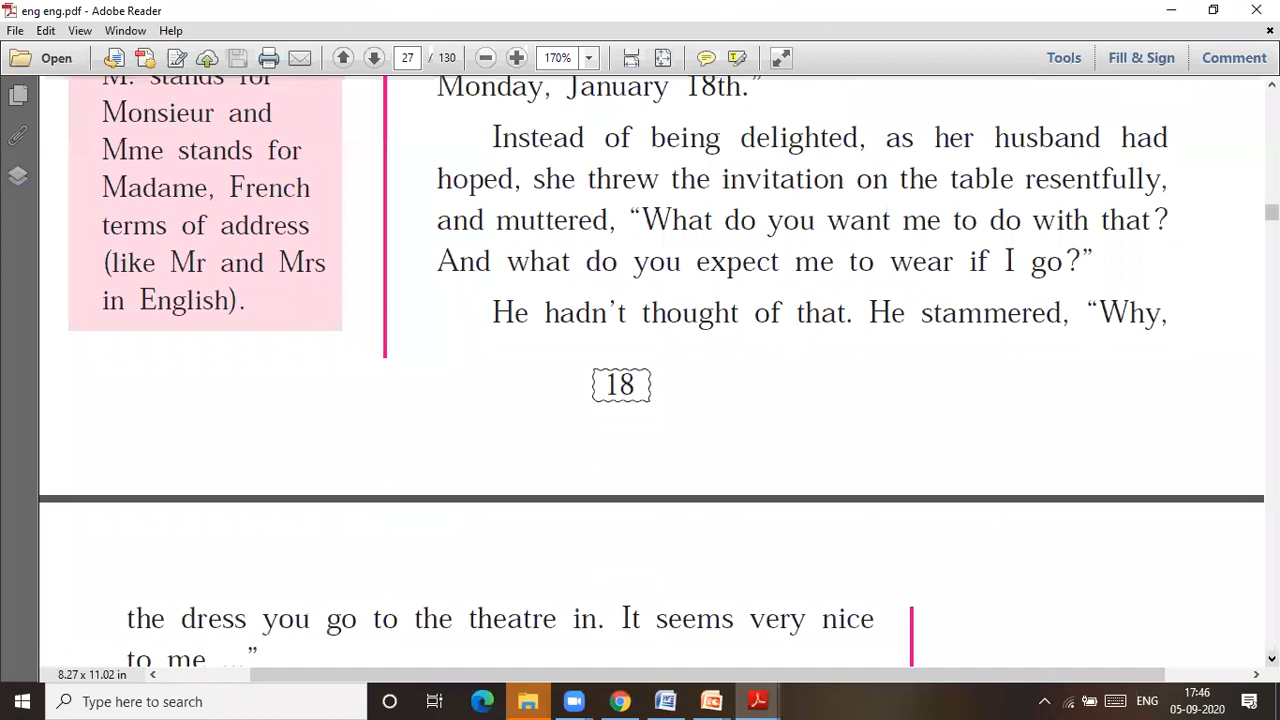 eng eng.pdf - Adobe Reader
File Edit View Window Help
Open 27 / 130 170% Tools Fill & Sign Comment
M. stands for
Monsieur and
Mme stands for
Madame, French
terms of address
(like Mr and Mrs
in English).
Monday, January 18th.”
Instead of being delighted, as her husband had
hoped, she threw the invitation on the table resentfully,
and muttered, “What do you want me to do with that?
And what do you expect me to wear if I go?”
He hadn’t thought of that. He stammered, “Why,
18
the dress you go to the theatre in. It seems very nice
to me ...”
8.27 x 11.02 in
Type here to search
ENG
17:46
05-09-2020